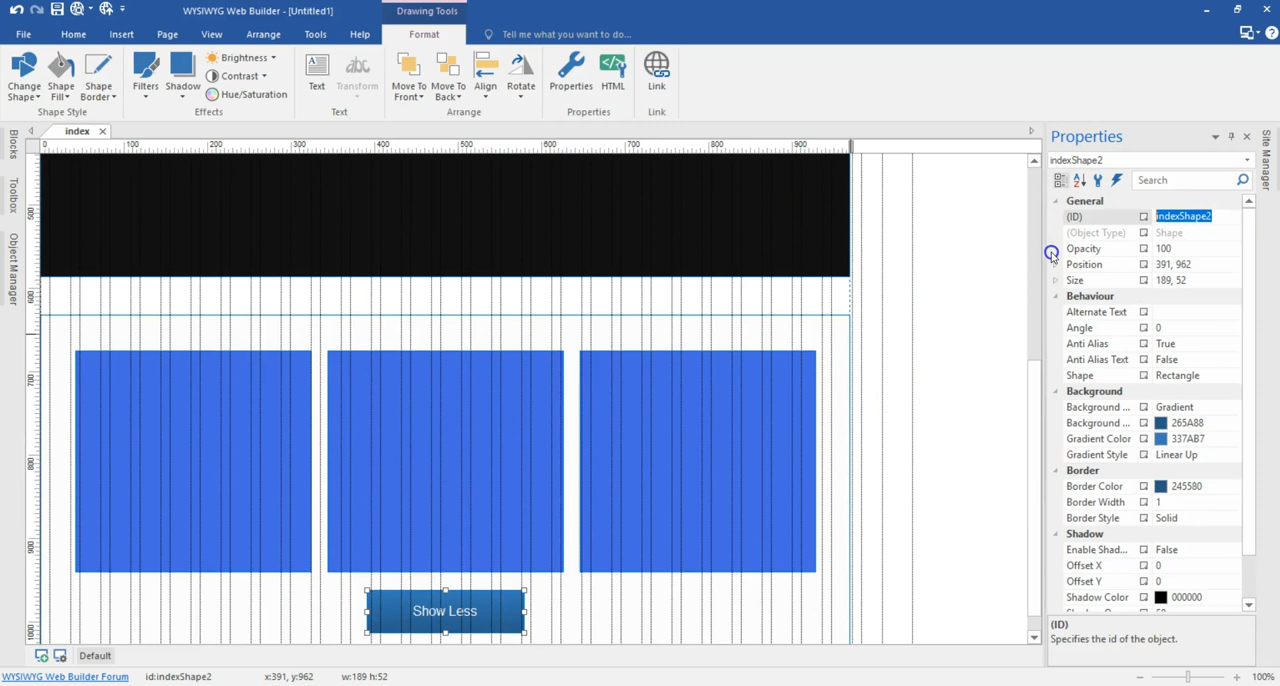 WYSIWYG Web Builder - [Untitled1]
Drawing Tools
File Home Insert Page View Arrange Tools Help Format Tell me what you want to do...
Change Shape
Shape Fill
Shape Border
Shape Style
Filters
Shadow
Brightness
Contrast
Hue/Saturation
Effects
Text
Transform
Text
Move To Front
Move To Back
Align
Rotate
Arrange
Properties
HTML
Properties
Link
Link
index
Blocks
Toolbox
Object Manager
0 100 200 300 400 500 600 700 800 900
500
600
700
800
900
1000
Show Less
Properties
Site Manager
indexShape2
Search
General
(ID) indexShape2
(Object Type) Shape
Opacity 100
Position 391, 962
Size 189, 52
Behaviour
Alternate Text
Angle 0
Anti Alias True
Anti Alias Text False
Shape Rectangle
Background
Background ... Gradient
Background ... 265A88
Gradient Color 337AB7
Gradient Style Linear Up
Border
Border Color 245580
Border Width 1
Border Style Solid
Shadow
Enable Shad... False
Offset X 0
Offset Y 0
Shadow Color 000000
(ID)
Specifies the id of the object.
Default
WYSIWYG Web Builder Forum id:indexShape2 x:391, y:962 w:189 h:52 100%